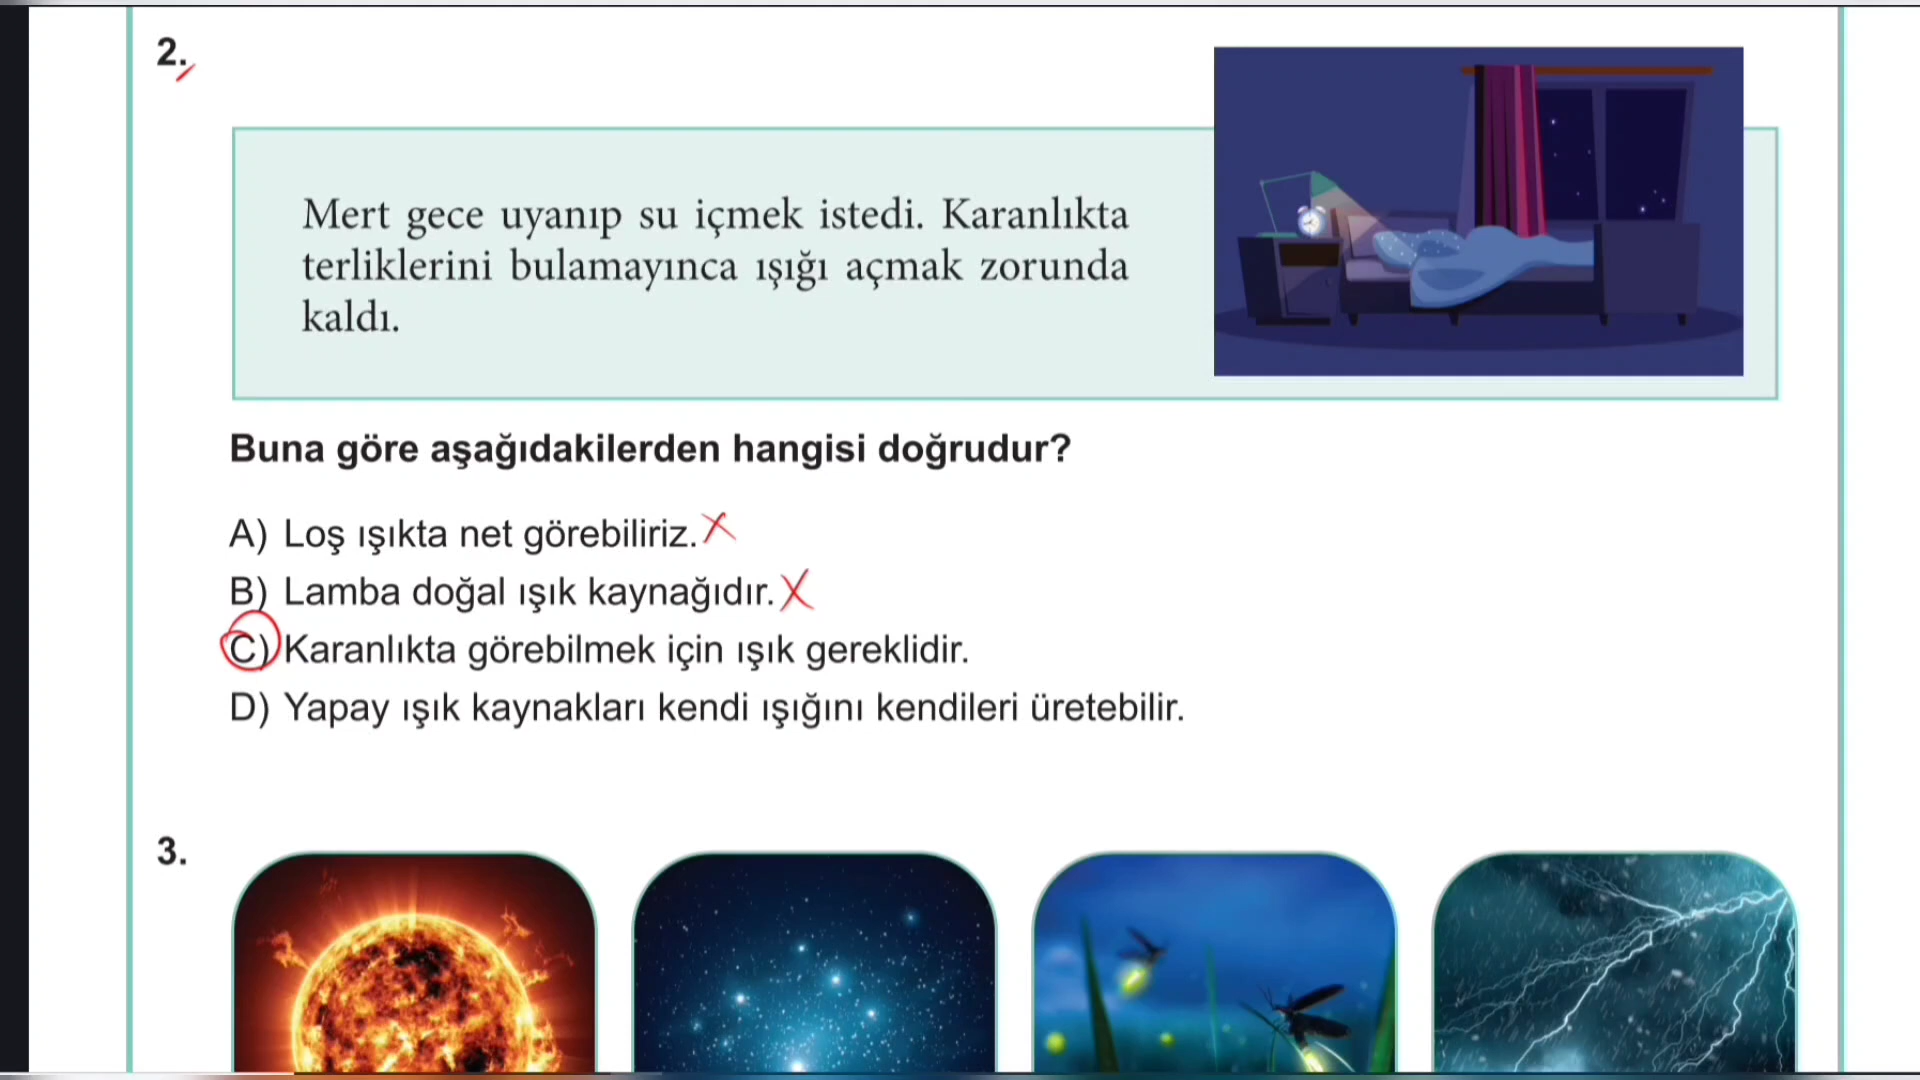 2.
Mert gece uyanıp su içmek istedi. Karanlıkta
terliklerini bulamayınca ışığı açmak zorunda
kaldı.
Buna göre aşağıdakilerden hangisi doğrudur?
A) Loş ışıkta net görebiliriz.
B) Lamba doğal ışık kaynağıdır.
C) Karanlıkta görebilmek için ışık gereklidir.
D) Yapay ışık kaynakları kendi ışığını kendileri üretebilir.
3.